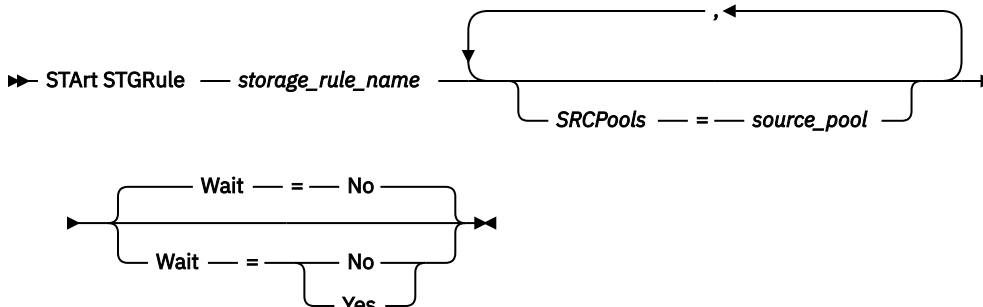 ,
STArt STGRule storage_rule_name
SRCPools = source_pool
Wait = No
Wait = No
Yes